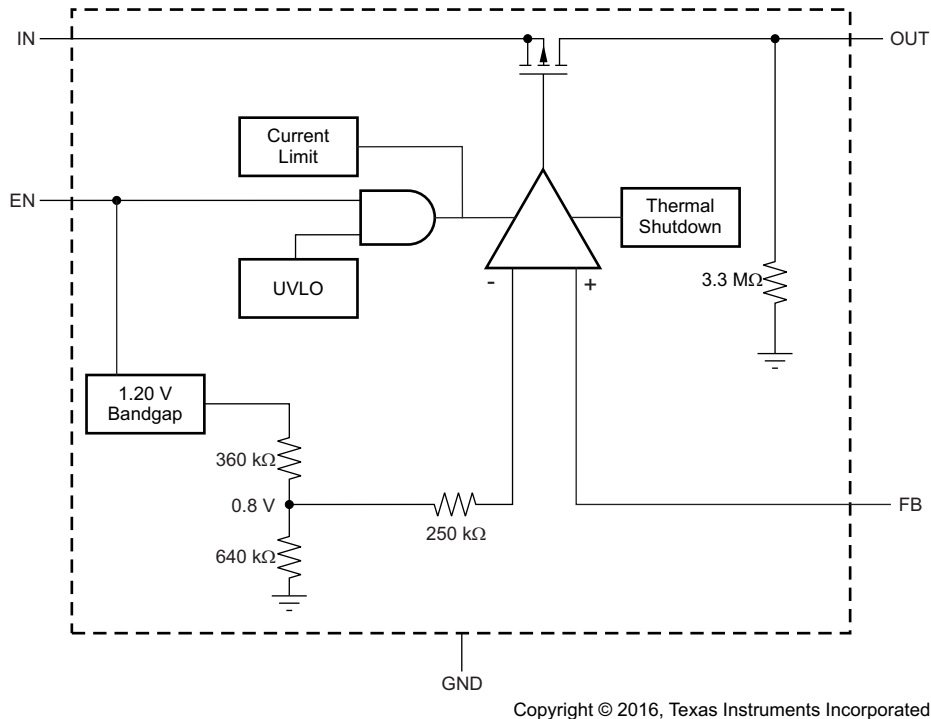 IN
OUT
Current
Limit
EN
Thermal
Shutdown
UVLO
-
+
3.3 MΩ
1.20 V
Bandgap
360 kΩ
0.8 V
FB
250 kΩ
640 kΩ
GND
Copyright © 2016, Texas Instruments Incorporated